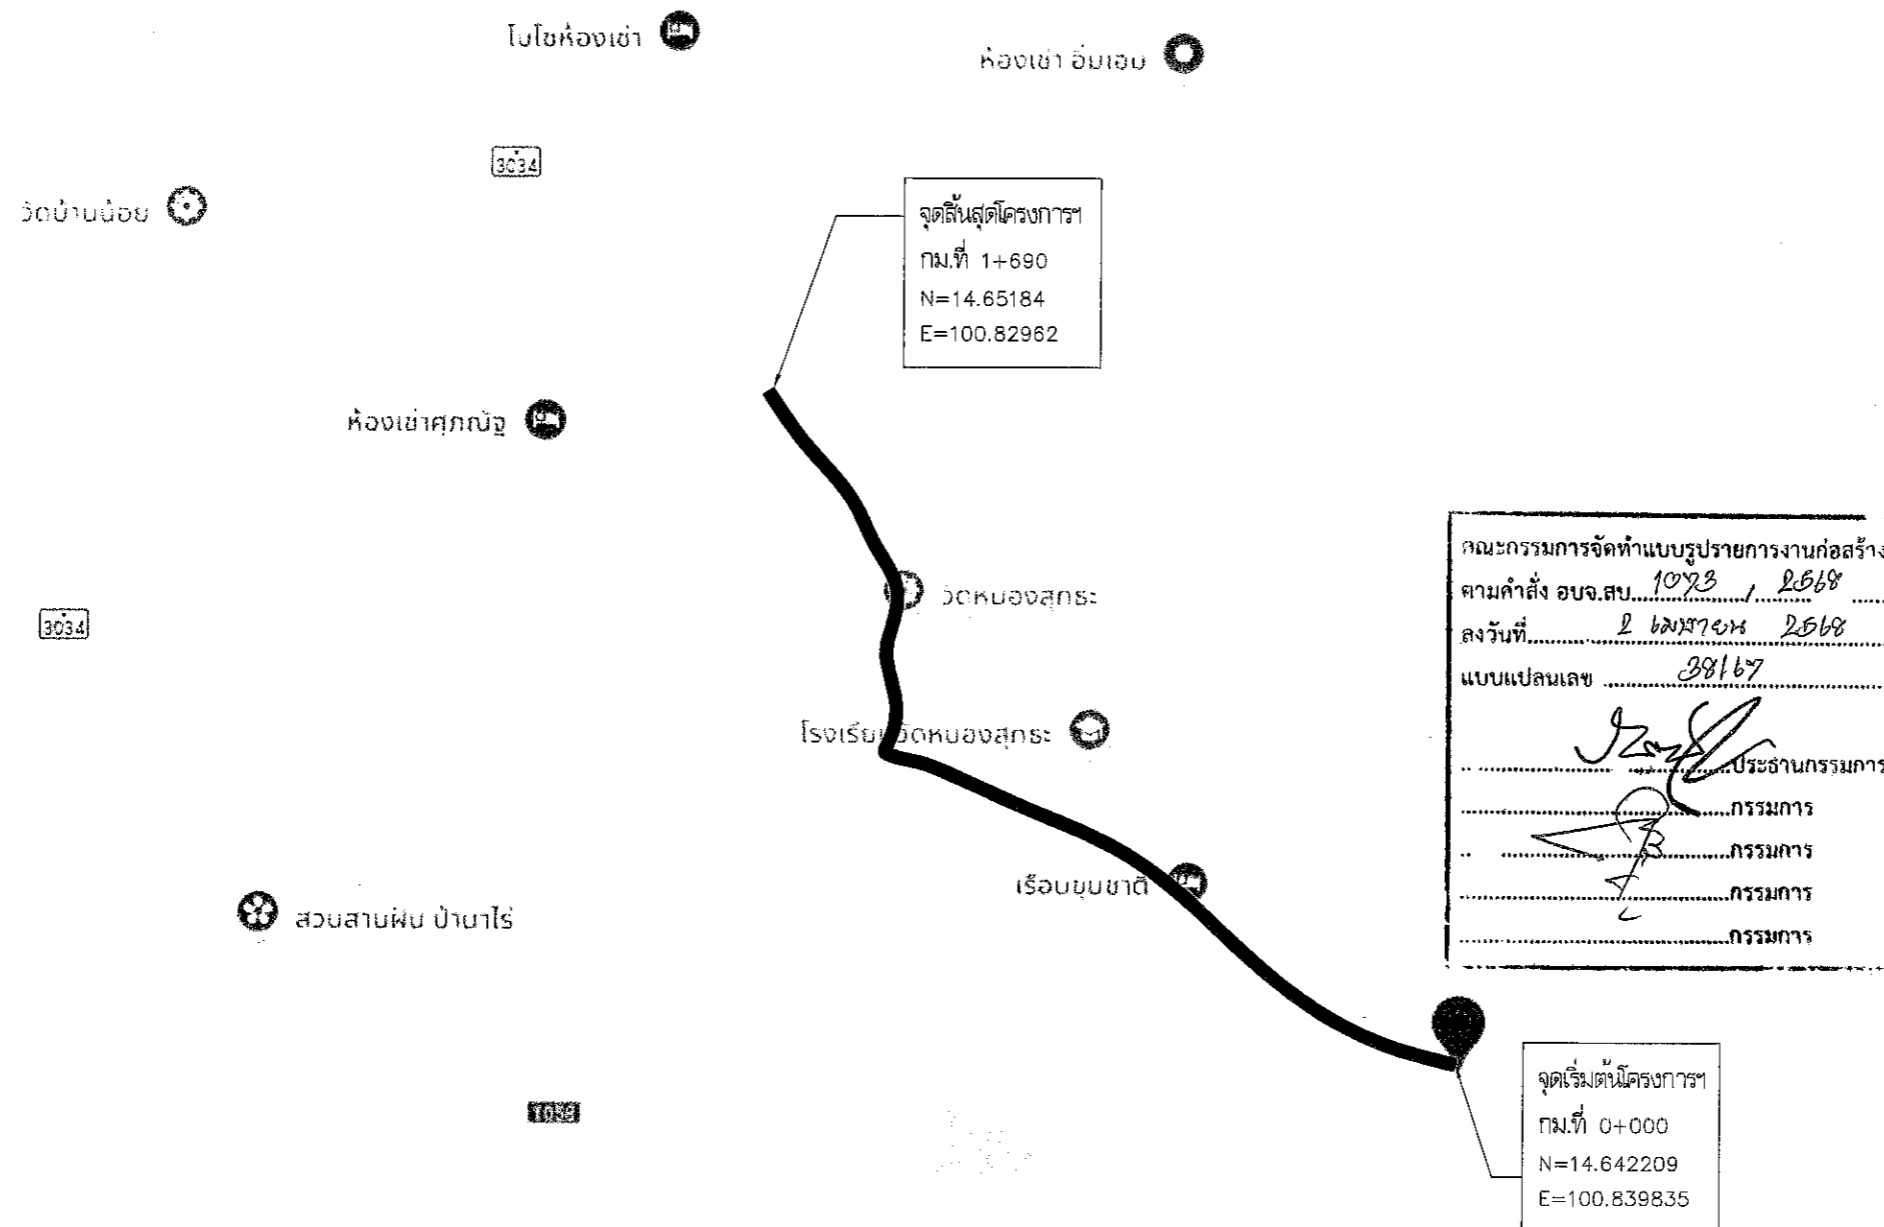 โบโซห้องเช่า
ห้องเช่า อิ่มเอม
3034
วัดบ้านน้อย
จุดสิ้นสุดโครงการฯ
กม.ที่ 1+690
N=14.65184
E=100.82962
ห้องเช่าศุภณัฐ
คณะกรรมการจัดทำแบบรูปรายการงานก่อสร้าง
ตามคำสั่ง อบจ.สบ. 1073 / 2568
ลงวันที่ 2 เมษายน 2568
แบบแปลนเลข 38/67
ประธานกรรมการ
กรรมการ
กรรมการ
กรรมการ
กรรมการ
วัดหนองสุทธะ
3034
โรงเรียนวัดหนองสุทธะ
เรือนขุนชาติ
สวนสานฝัน ป้านาไร่
จุดเริ่มต้นโครงการฯ
กม.ที่ 0+000
N=14.642209
E=100.839835